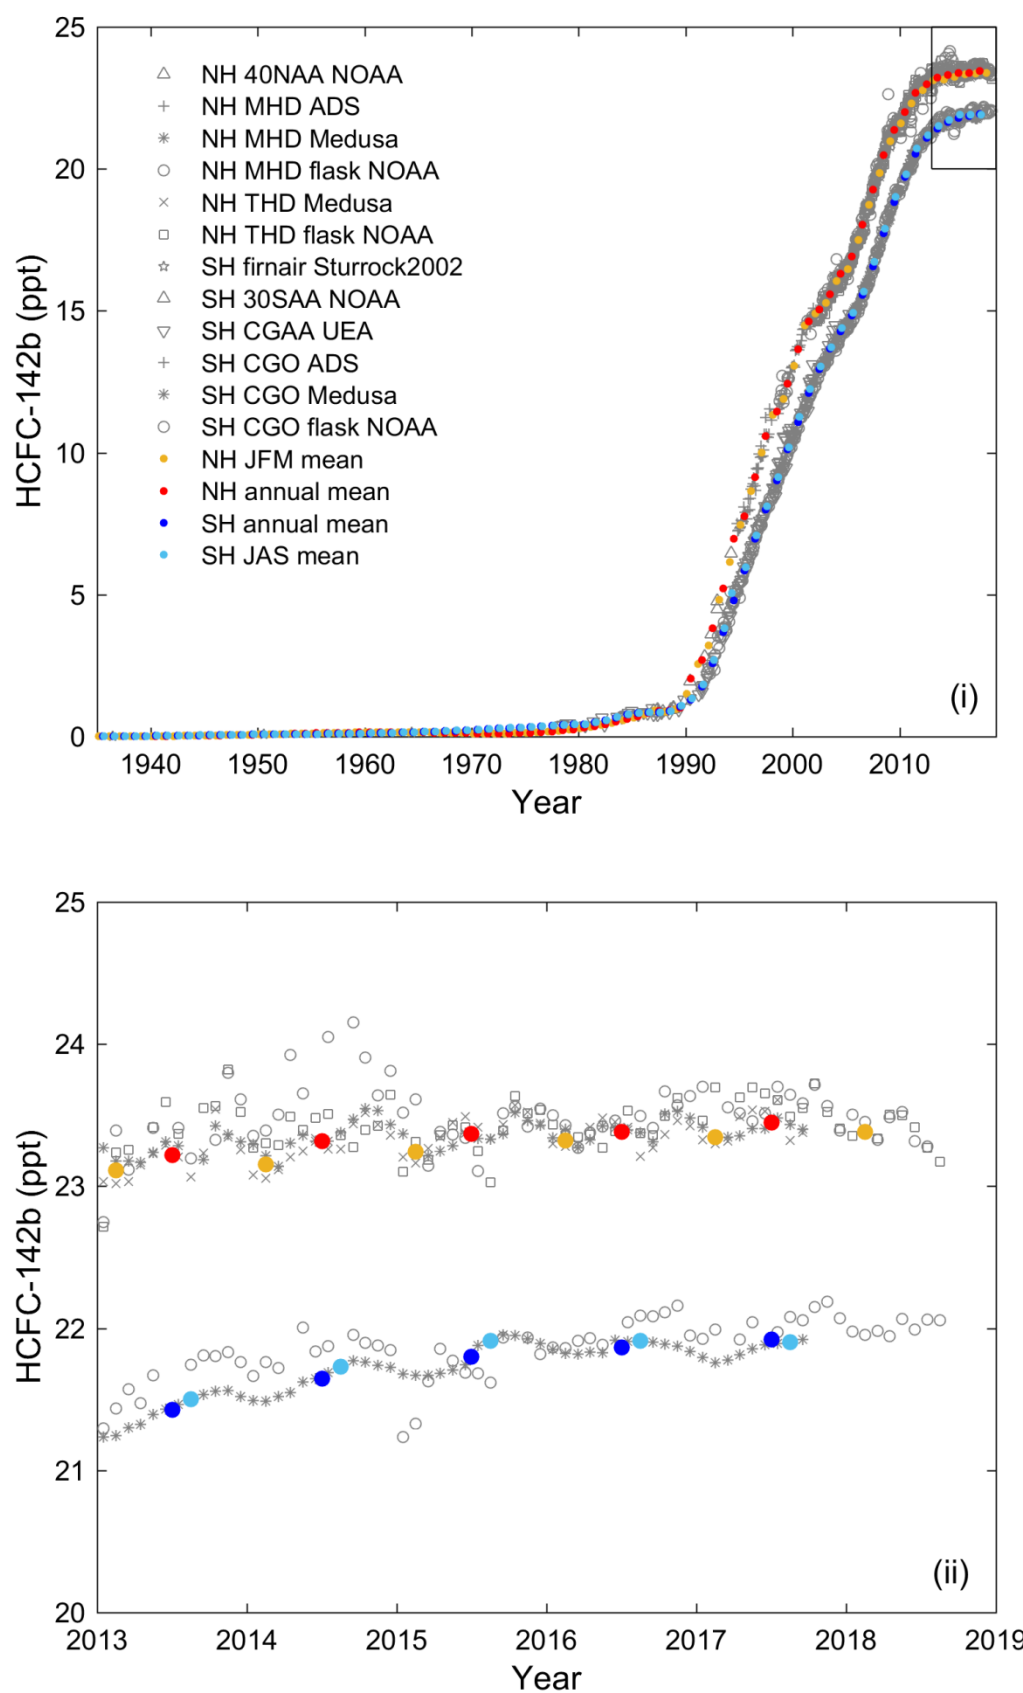 HCFC-142b (ppt)
25
20
15
10
5
0
NH 40NAA NOAA
NH MHD ADS
NH MHD Medusa
NH MHD flask NOAA
NH THD Medusa
NH THD flask NOAA
SH firnair Sturrock2002
SH 30SAA NOAA
SH CGAA UEA
SH CGO ADS
SH CGO Medusa
SH CGO flask NOAA
NH JFM mean
NH annual mean
SH annual mean
SH JAS mean
(i)
1940 1950 1960 1970 1980 1990 2000 2010
Year
HCFC-142b (ppt)
25
24
23
22
21
20
(ii)
2013 2014 2015 2016 2017 2018 2019
Year